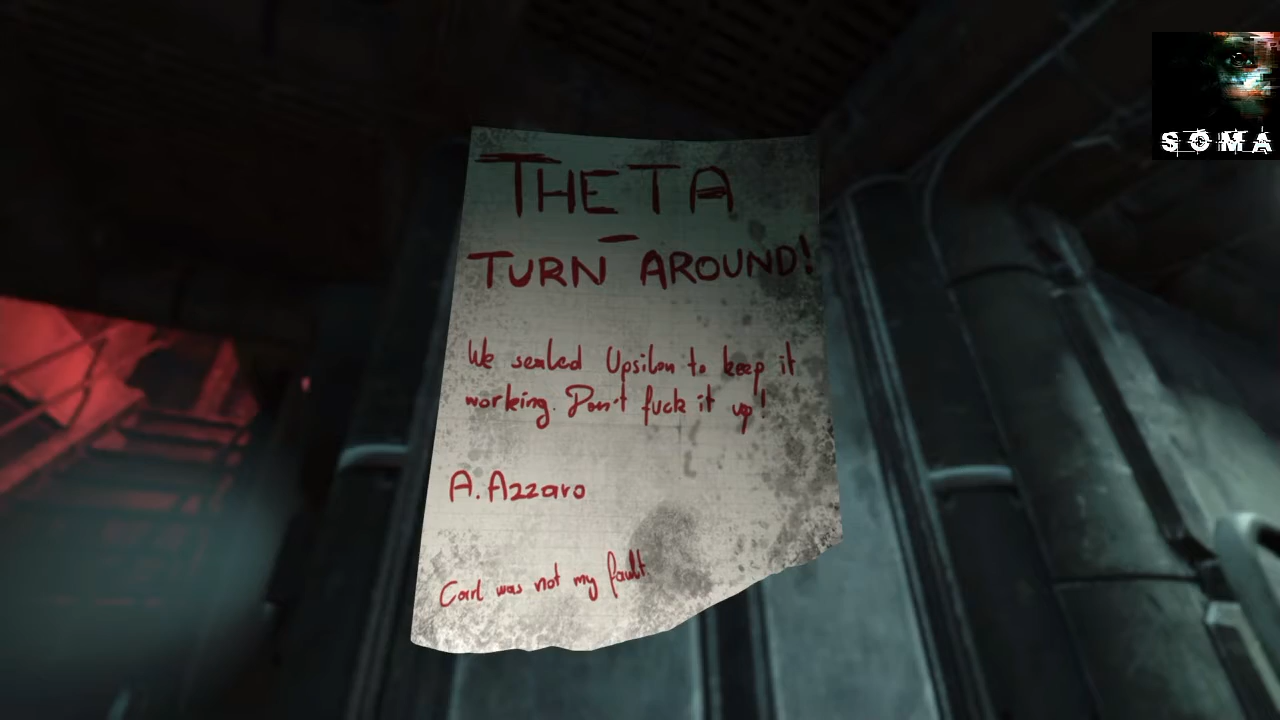 THETA
-
TURN AROUND!
We sealed Upsilon to keep it
working. Don't fuck it up!
A. Azzaro
Carl was not my fault
SOMA